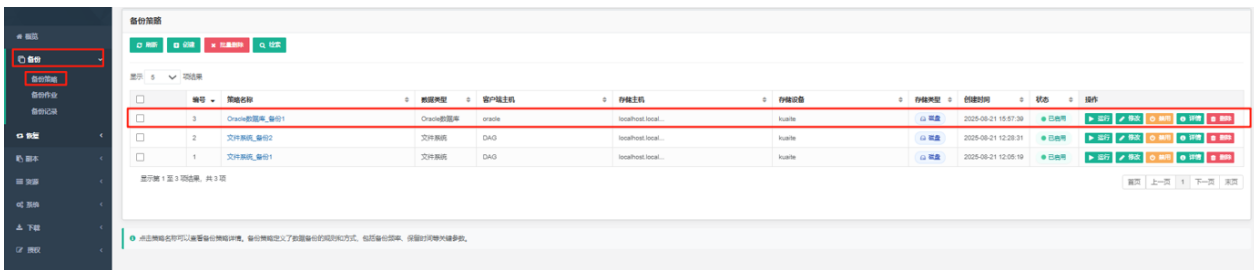 备份策略
概览
备份
备份策略
备份作业
备份记录
恢复
副本
资源
系统
下载
授权
刷新 创建 批量删除 检索
显示 5 项结果
编号 策略名称 数据类型 客户端主机 存储主机 存储设备 存储类型 创建时间 状态 操作
3 Oracle数据库_备份1 Oracle数据库 oracle localhost.local... kuaite 磁盘 2025-08-21 15:57:39 已启用 运行 修改 禁用 详情 删除
2 文件系统_备份2 文件系统 DAG localhost.local... kuaite 磁盘 2025-08-21 12:28:31 已启用 运行 修改 禁用 详情 删除
1 文件系统_备份1 文件系统 DAG localhost.local... kuaite 磁盘 2025-08-21 12:05:19 已启用 运行 修改 禁用 详情 删除
显示第 1 至 3 项结果，共 3 项
首页 上一页 1 下一页 末页
点击策略名称可以查看备份策略详情。备份策略定义了数据备份的规则和方式，包括备份频率、保留时间等关键参数。